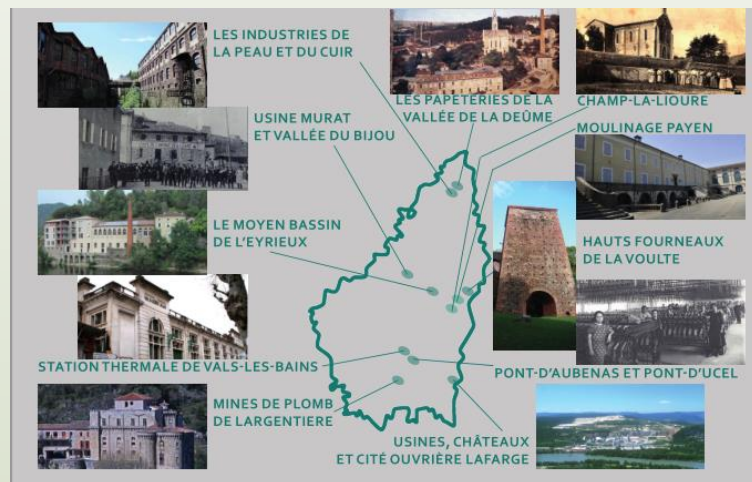 LES INDUSTRIES DE
LA PEAU ET DU CUIR
LES PAPETERIES DE LA
VALLÉE DE LA DEÛME
CHAMP-LA-LIOURE
MOULINAGE PAYEN
USINE MURAT
ET VALLÉE DU BIJOU
LE MOYEN BASSIN
DE L'EYRIEUX
HAUTS FOURNEAUX
DE LA VOULTE
STATION THERMALE DE VALS-LES-BAINS
PONT-D'AUBENAS ET PONT-D'UCEL
MINES DE PLOMB
DE LARGENTIERE
USINES, CHÂTEAUX
ET CITÉ OUVRIÈRE LAFARGE